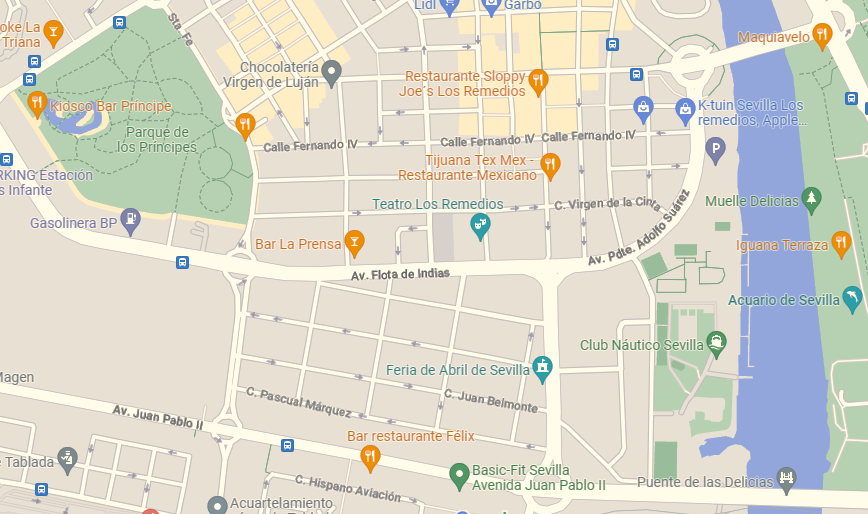 Lidl
Garbo
oke La
Triana
Sta. Fe
Maquiavelo
Chocolatería
Virgen de Luján
Restaurante Sloppy
Joe´s Los Remedios
Kiosco Bar Príncipe
K-tuin Sevilla Los
remedios, Apple...
Parque de
los Príncipes
Calle Fernando IV
Calle Fernando IV
Calle Fernando IV
Tijuana Tex Mex -
Restaurante Mexicano
P
RKING Estación
s Infante
Teatro Los Remedios
C. Virgen de la Cinta
Muelle Delicias
Gasolinera BP
Bar La Prensa
Av. Pdte. Adolfo Suárez
Iguana Terraza
Av. Flota de Indias
Acuario de Sevilla
Club Náutico Sevilla
Feria de Abril de Sevilla
Magen
C. Pascual Márquez
C. Juan Belmonte
Av. Juan Pablo II
Bar restaurante Félix
e Tablada
Basic-Fit Sevilla
Avenida Juan Pablo II
Puente de las Delicias
C. Hispano Aviación
Acuartelamiento